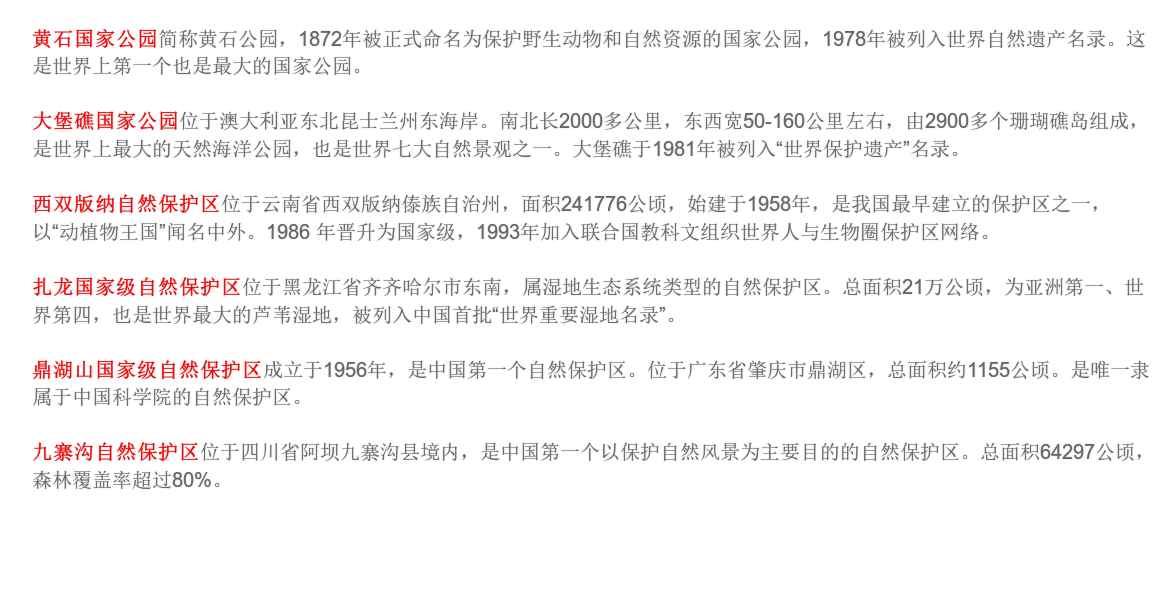 黄石国家公园简称黄石公园，1872年被正式命名为保护野生动物和自然资源的国家公园，1978年被列入世界自然遗产名录。这
是世界上第一个也是最大的国家公园。
大堡礁国家公园位于澳大利亚东北昆士兰州东海岸。南北长2000多公里，东西宽50-160公里左右，由2900多个珊瑚礁岛组成，
是世界上最大的天然海洋公园，也是世界七大自然景观之一。大堡礁于1981年被列入“世界保护遗产”名录。
西双版纳自然保护区位于云南省西双版纳傣族自治州，面积241776公顷，始建于1958年，是我国最早建立的保护区之一，
以“动植物王国”闻名中外。1986 年晋升为国家级，1993年加入联合国教科文组织世界人与生物圈保护区网络。
扎龙国家级自然保护区位于黑龙江省齐齐哈尔市东南，属湿地生态系统类型的自然保护区。总面积21万公顷，为亚洲第一、世
界第四，也是世界最大的芦苇湿地，被列入中国首批“世界重要湿地名录”。
鼎湖山国家级自然保护区成立于1956年，是中国第一个自然保护区。位于广东省肇庆市鼎湖区，总面积约1155公顷。是唯一隶
属于中国科学院的自然保护区。
九寨沟自然保护区位于四川省阿坝九寨沟县境内，是中国第一个以保护自然风景为主要目的的自然保护区。总面积64297公顷，
森林覆盖率超过80%。